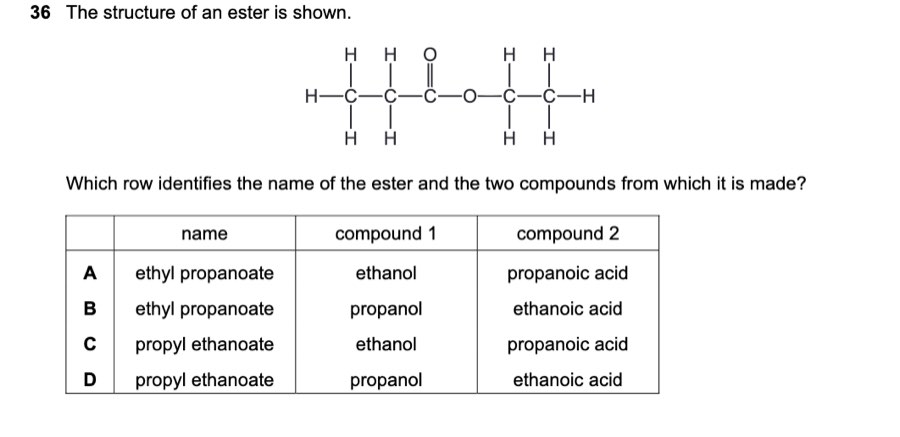 36 The structure of an ester is shown.
H H O H H
H—C—C—C—O—C—C—H
H H H H
Which row identifies the name of the ester and the two compounds from which it is made?
name compound 1 compound 2
A ethyl propanoate ethanol propanoic acid
B ethyl propanoate propanol ethanoic acid
C propyl ethanoate ethanol propanoic acid
D propyl ethanoate propanol ethanoic acid